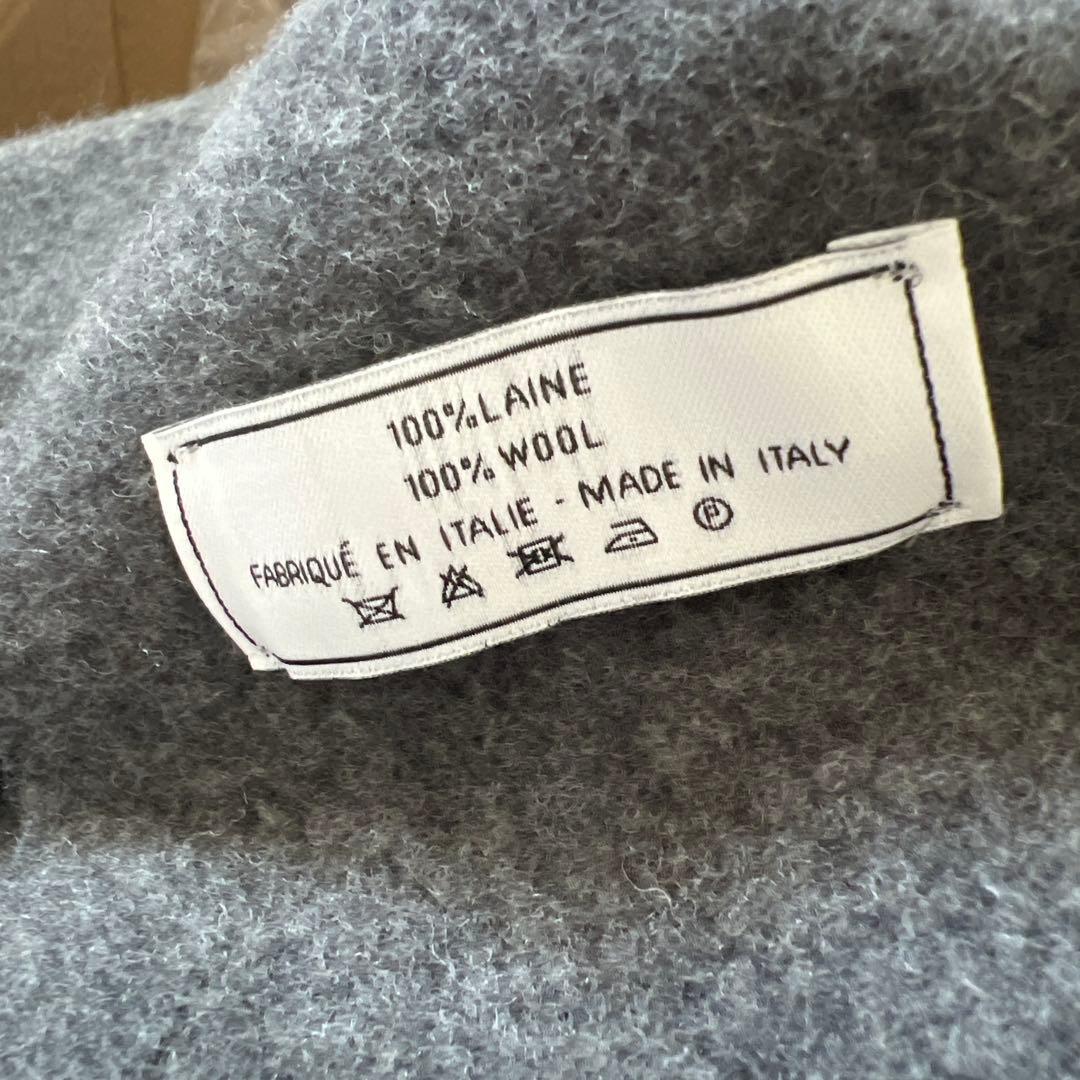 100% LAINE
100% WOOL
FABRIQUÉ EN ITALIE - MADE IN ITALY
P